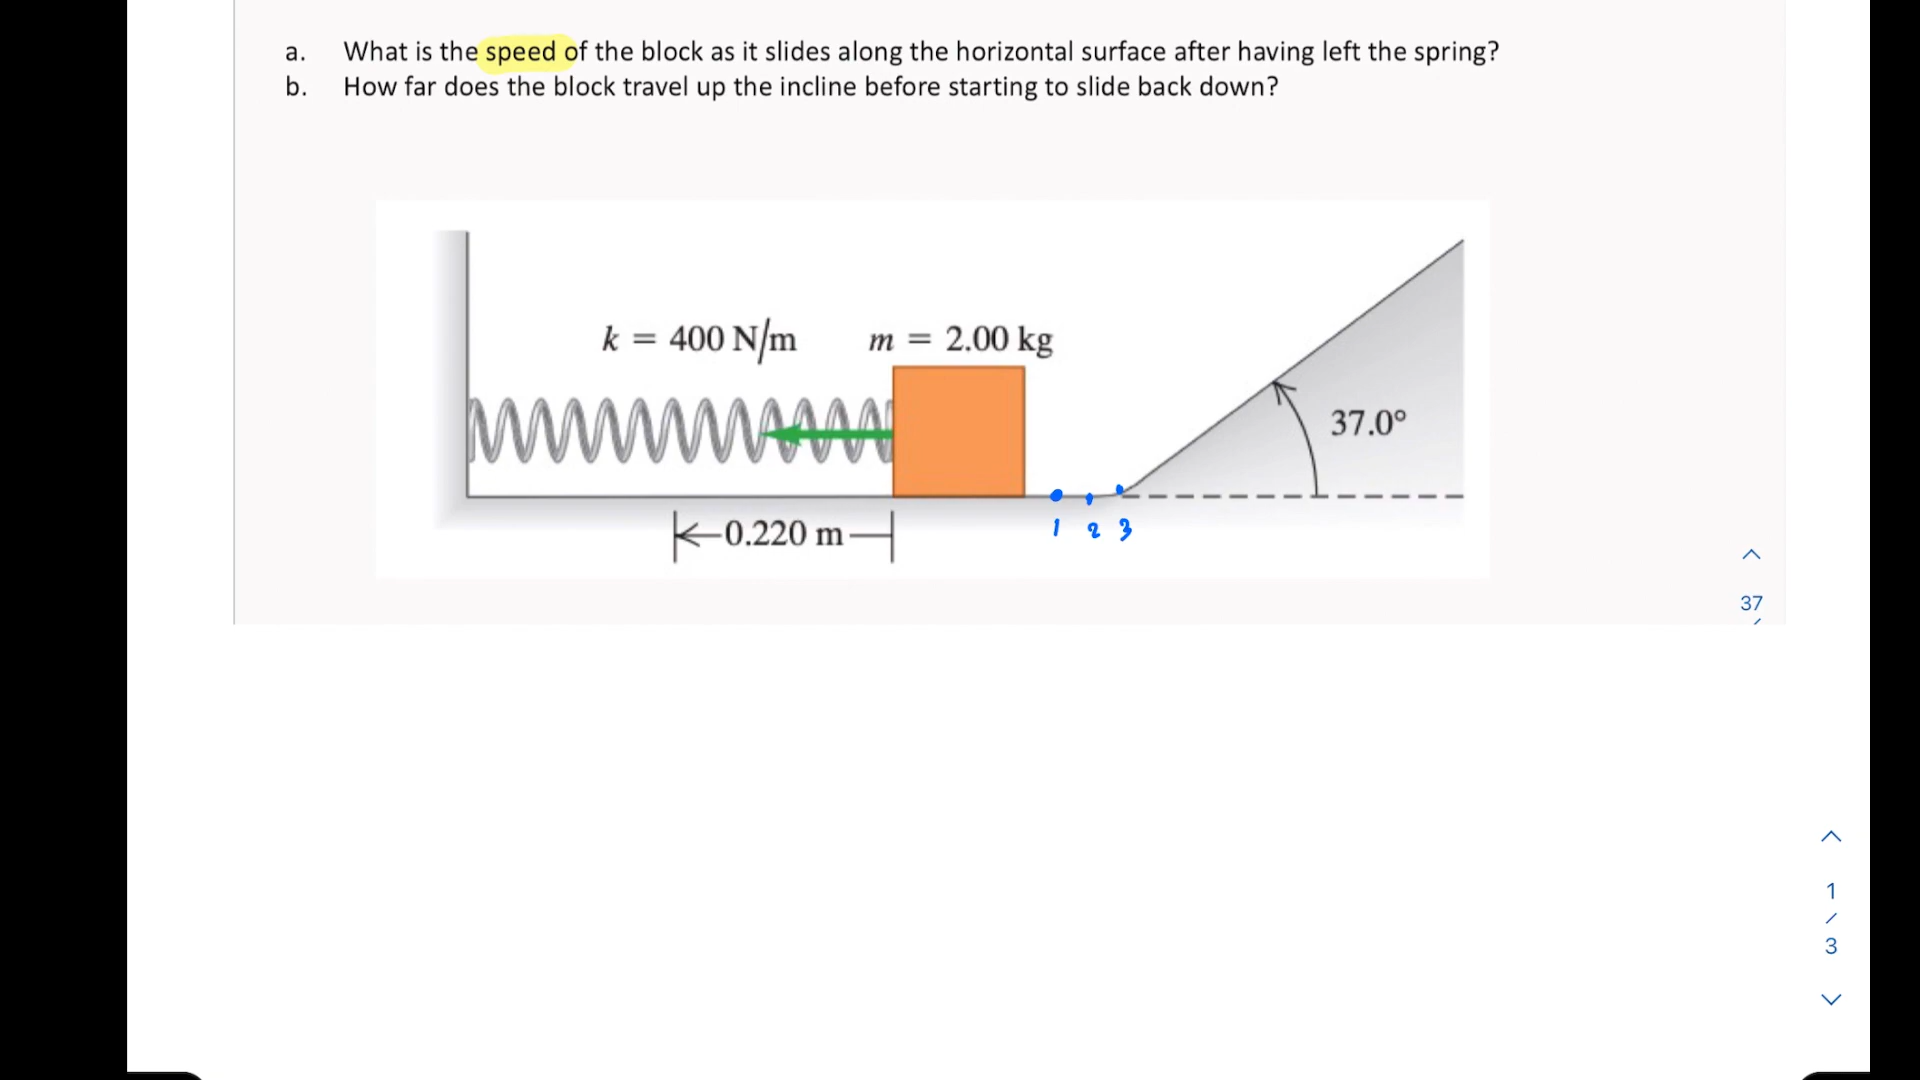 a. What is the speed of the block as it slides along the horizontal surface after having left the spring?
b. How far does the block travel up the incline before starting to slide back down?
k = 400 N/m
m = 2.00 kg
37.0°
0.220 m
1 2 3
37
/
1
/
3